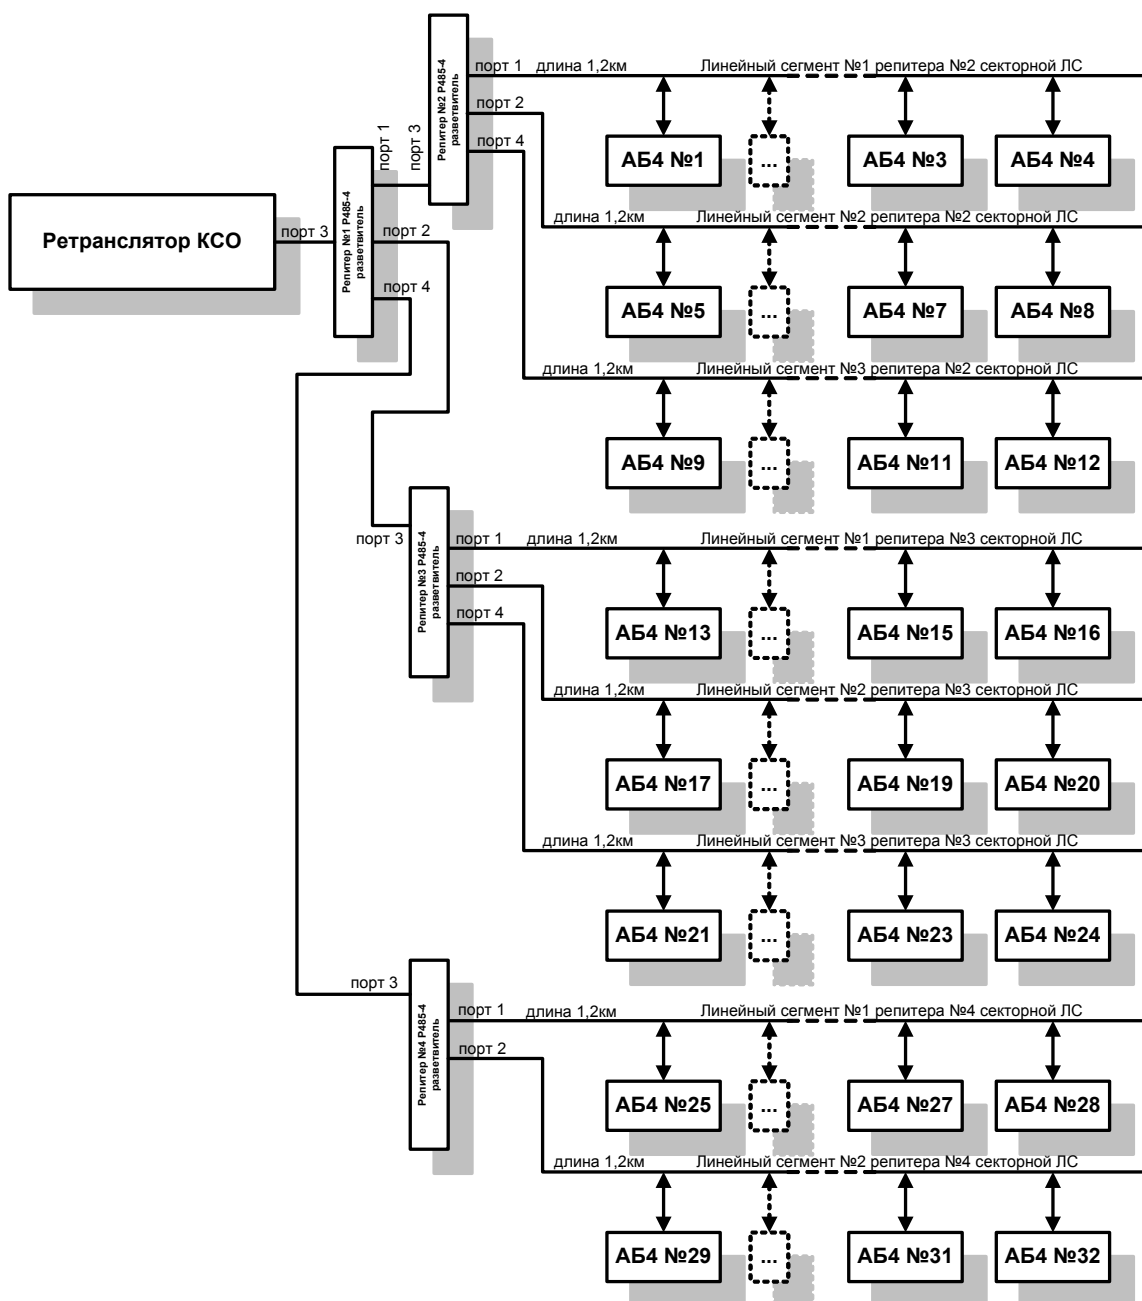 порт 1 длина 1,2км Линейный сегмент №1 репитера №2 секторной ЛС
порт 2
порт 4
Репитер №2 Р485-4
разветвитель
порт 1
порт 3
АБ4 №1
...
АБ4 №3
АБ4 №4
Ретранслятор КСО
порт 3
Репитер №1 Р485-4
разветвитель
порт 2
порт 4
длина 1,2км Линейный сегмент №2 репитера №2 секторной ЛС
АБ4 №5
...
АБ4 №7
АБ4 №8
длина 1,2км Линейный сегмент №3 репитера №2 секторной ЛС
АБ4 №9
...
АБ4 №11
АБ4 №12
порт 3
Репитер №3 Р485-4
разветвитель
порт 1 длина 1,2км Линейный сегмент №1 репитера №3 секторной ЛС
порт 2
порт 4
АБ4 №13
...
АБ4 №15
АБ4 №16
длина 1,2км Линейный сегмент №2 репитера №3 секторной ЛС
АБ4 №17
...
АБ4 №19
АБ4 №20
длина 1,2км Линейный сегмент №3 репитера №3 секторной ЛС
АБ4 №21
...
АБ4 №23
АБ4 №24
порт 3
Репитер №4 Р485-4
разветвитель
порт 1 длина 1,2км Линейный сегмент №1 репитера №4 секторной ЛС
порт 2
АБ4 №25
...
АБ4 №27
АБ4 №28
длина 1,2км Линейный сегмент №2 репитера №4 секторной ЛС
АБ4 №29
...
АБ4 №31
АБ4 №32